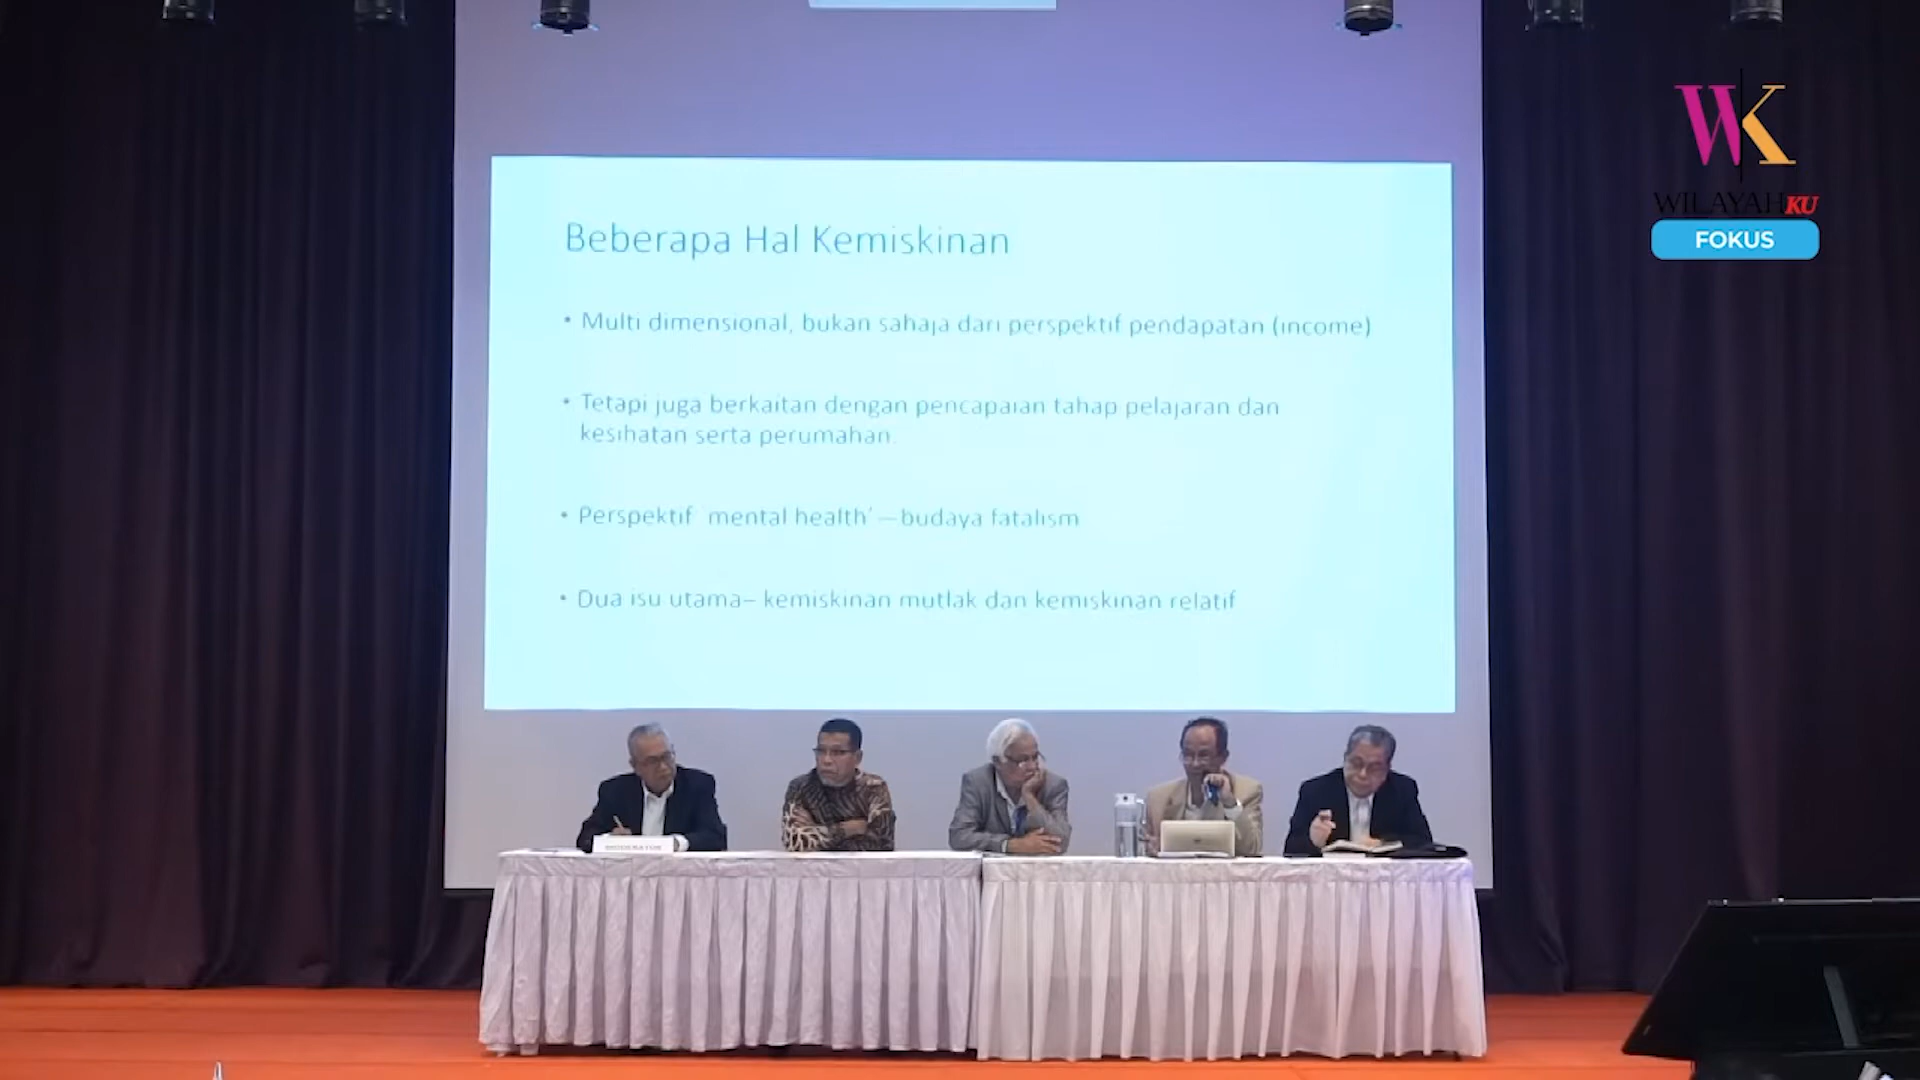 WK
WILAYAHKU
FOKUS
Beberapa Hal Kemiskinan
• Multi dimensional, bukan sahaja dari perspektif pendapatan (income)
• Tetapi juga berkaitan dengan pencapaian tahap pelajaran dan
kesihatan serta perumahan.
• Perspektif ‘mental health’ – budaya fatalism
• Dua isu utama– kemiskinan mutlak dan kemiskinan relatif
MODERATOR